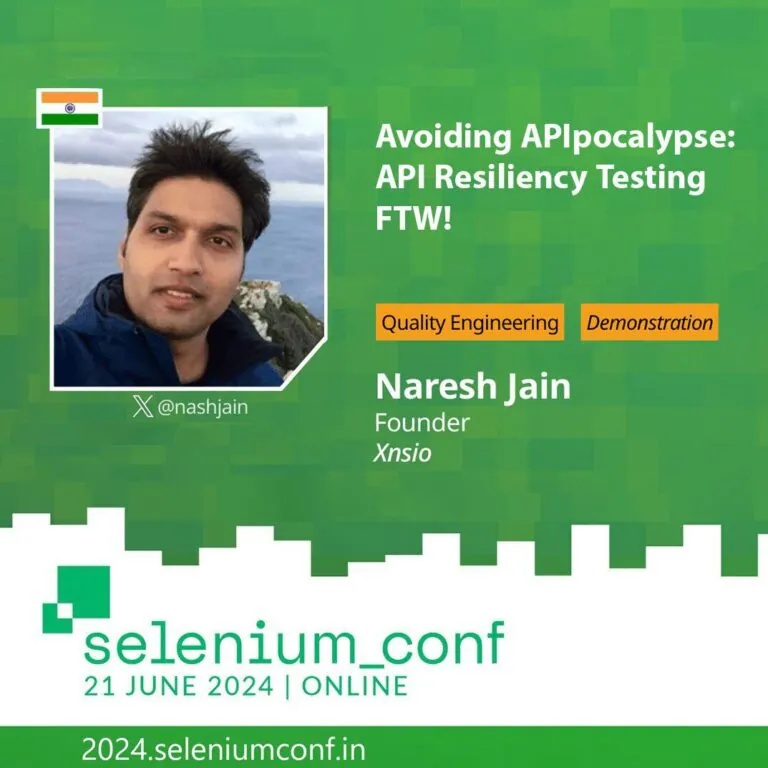 Avoiding APIpocalypse:
API Resiliency Testing
FTW!
Quality Engineering
Demonstration
Naresh Jain
Founder
Xnsio
𝕏 @nashjain
selenium_conf
21 JUNE 2024 | ONLINE
2024.seleniumconf.in